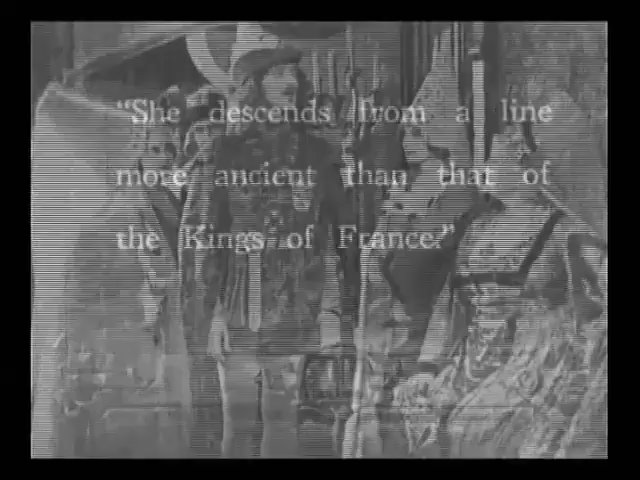 “She descends from a line
more ancient than that of
the Kings of France.”